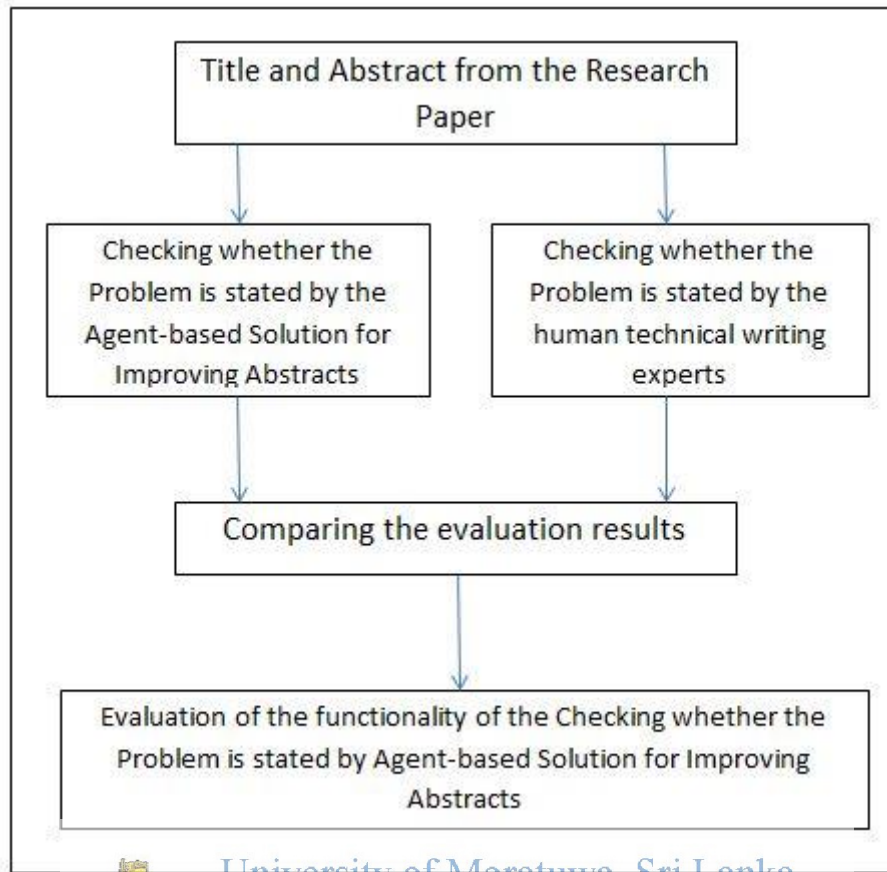 Title and Abstract from the Research
Paper
Checking whether the
Problem is stated by the
Agent-based Solution for
Improving Abstracts
Checking whether the
Problem is stated by the
human technical writing
experts
Comparing the evaluation results
Evaluation of the functionality of the Checking whether the
Problem is stated by Agent-based Solution for Improving
Abstracts
University of Moratuwa, Sri Lanka